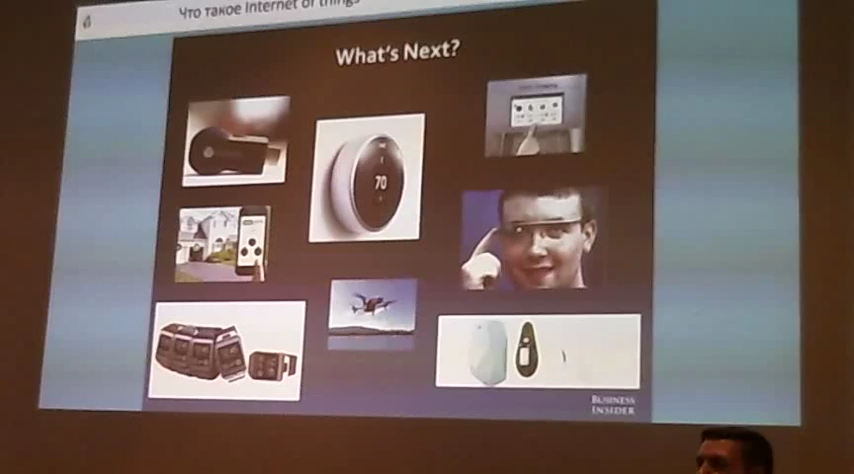 Что такое Internet of things
What's Next?
70
BUSINESS
INSIDER